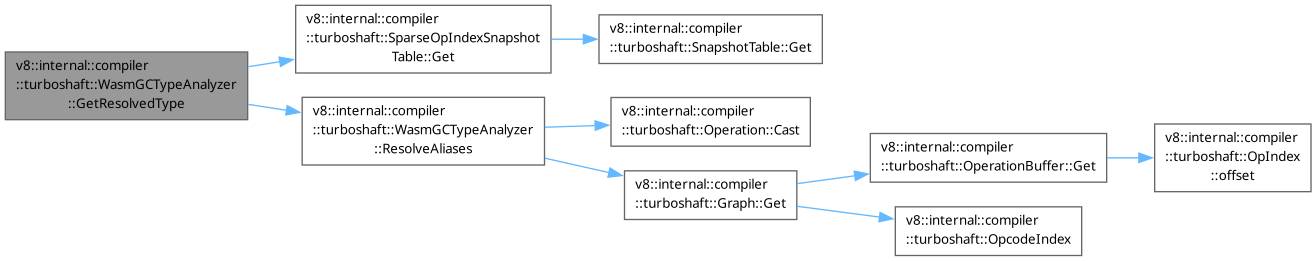 v8::internal::compiler
::turboshaft::WasmGCTypeAnalyzer
::GetResolvedType
v8::internal::compiler
::turboshaft::SparseOpIndexSnapshot
Table::Get
v8::internal::compiler
::turboshaft::SnapshotTable::Get
v8::internal::compiler
::turboshaft::WasmGCTypeAnalyzer
::ResolveAliases
v8::internal::compiler
::turboshaft::Operation::Cast
v8::internal::compiler
::turboshaft::Graph::Get
v8::internal::compiler
::turboshaft::OperationBuffer::Get
v8::internal::compiler
::turboshaft::OpIndex
::offset
v8::internal::compiler
::turboshaft::OpcodeIndex